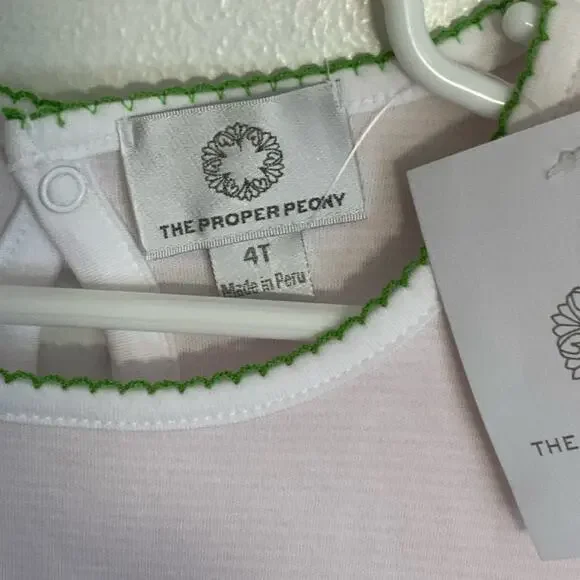 THE PROPER PEONY
4T
Made in Peru
THE